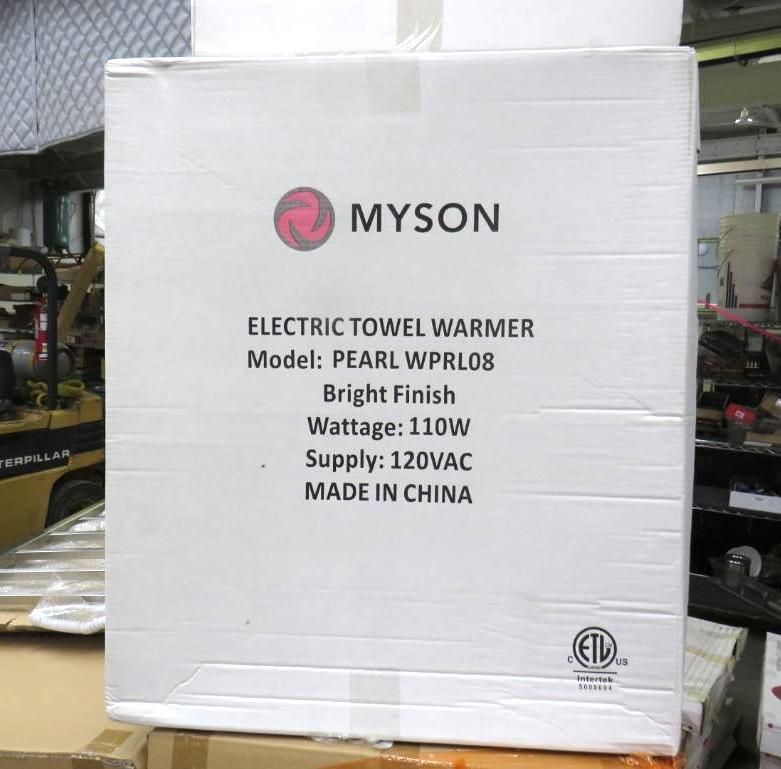 MYSON
ELECTRIC TOWEL WARMER
Model: PEARL WPRL08
Bright Finish
Wattage: 110W
Supply: 120VAC
MADE IN CHINA
TERPILLAR
C ETL US
Intertek